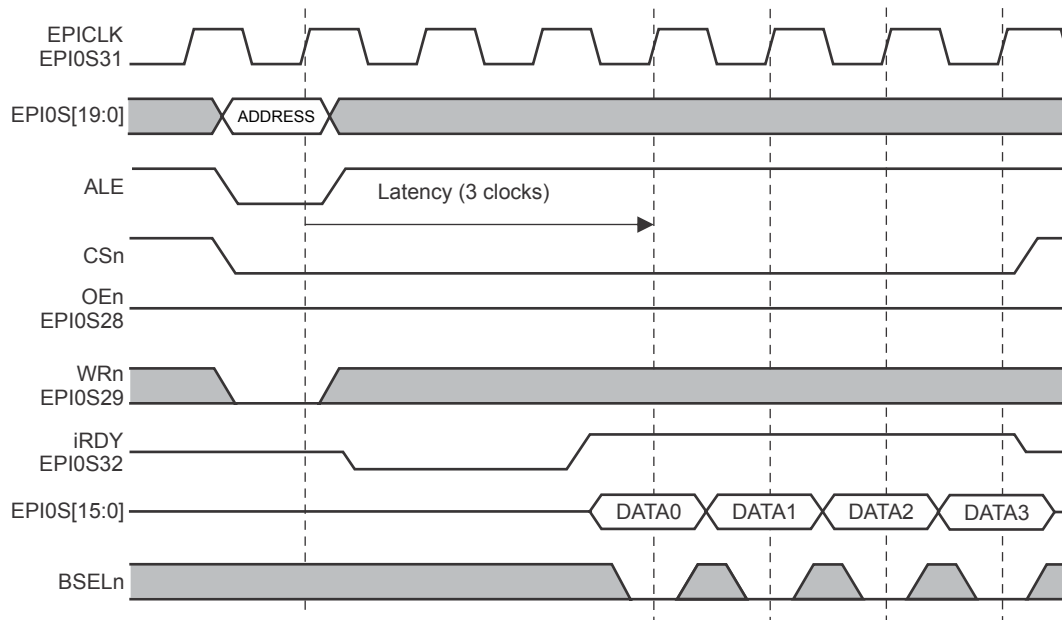 EPICLK
EPI0S31
EPI0S[19:0]
ADDRESS
ALE
Latency (3 clocks)
CSn
OEn
EPI0S28
WRn
EPI0S29
iRDY
EPI0S32
EPI0S[15:0]
DATA0
DATA1
DATA2
DATA3
BSELn